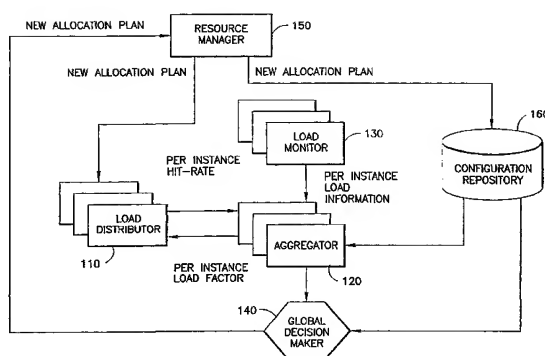 NEW ALLOCATION PLAN
RESOURCE
MANAGER
150
NEW ALLOCATION PLAN
NEW ALLOCATION PLAN
160
LOAD
MONITOR
130
CONFIGURATION
REPOSITORY
PER INSTANCE
HIT-RATE
PER INSTANCE
LOAD
INFORMATION
LOAD
DISTRIBUTOR
110
AGGREGATOR
120
PER INSTANCE
LOAD FACTOR
140
GLOBAL
DECISION
MAKER